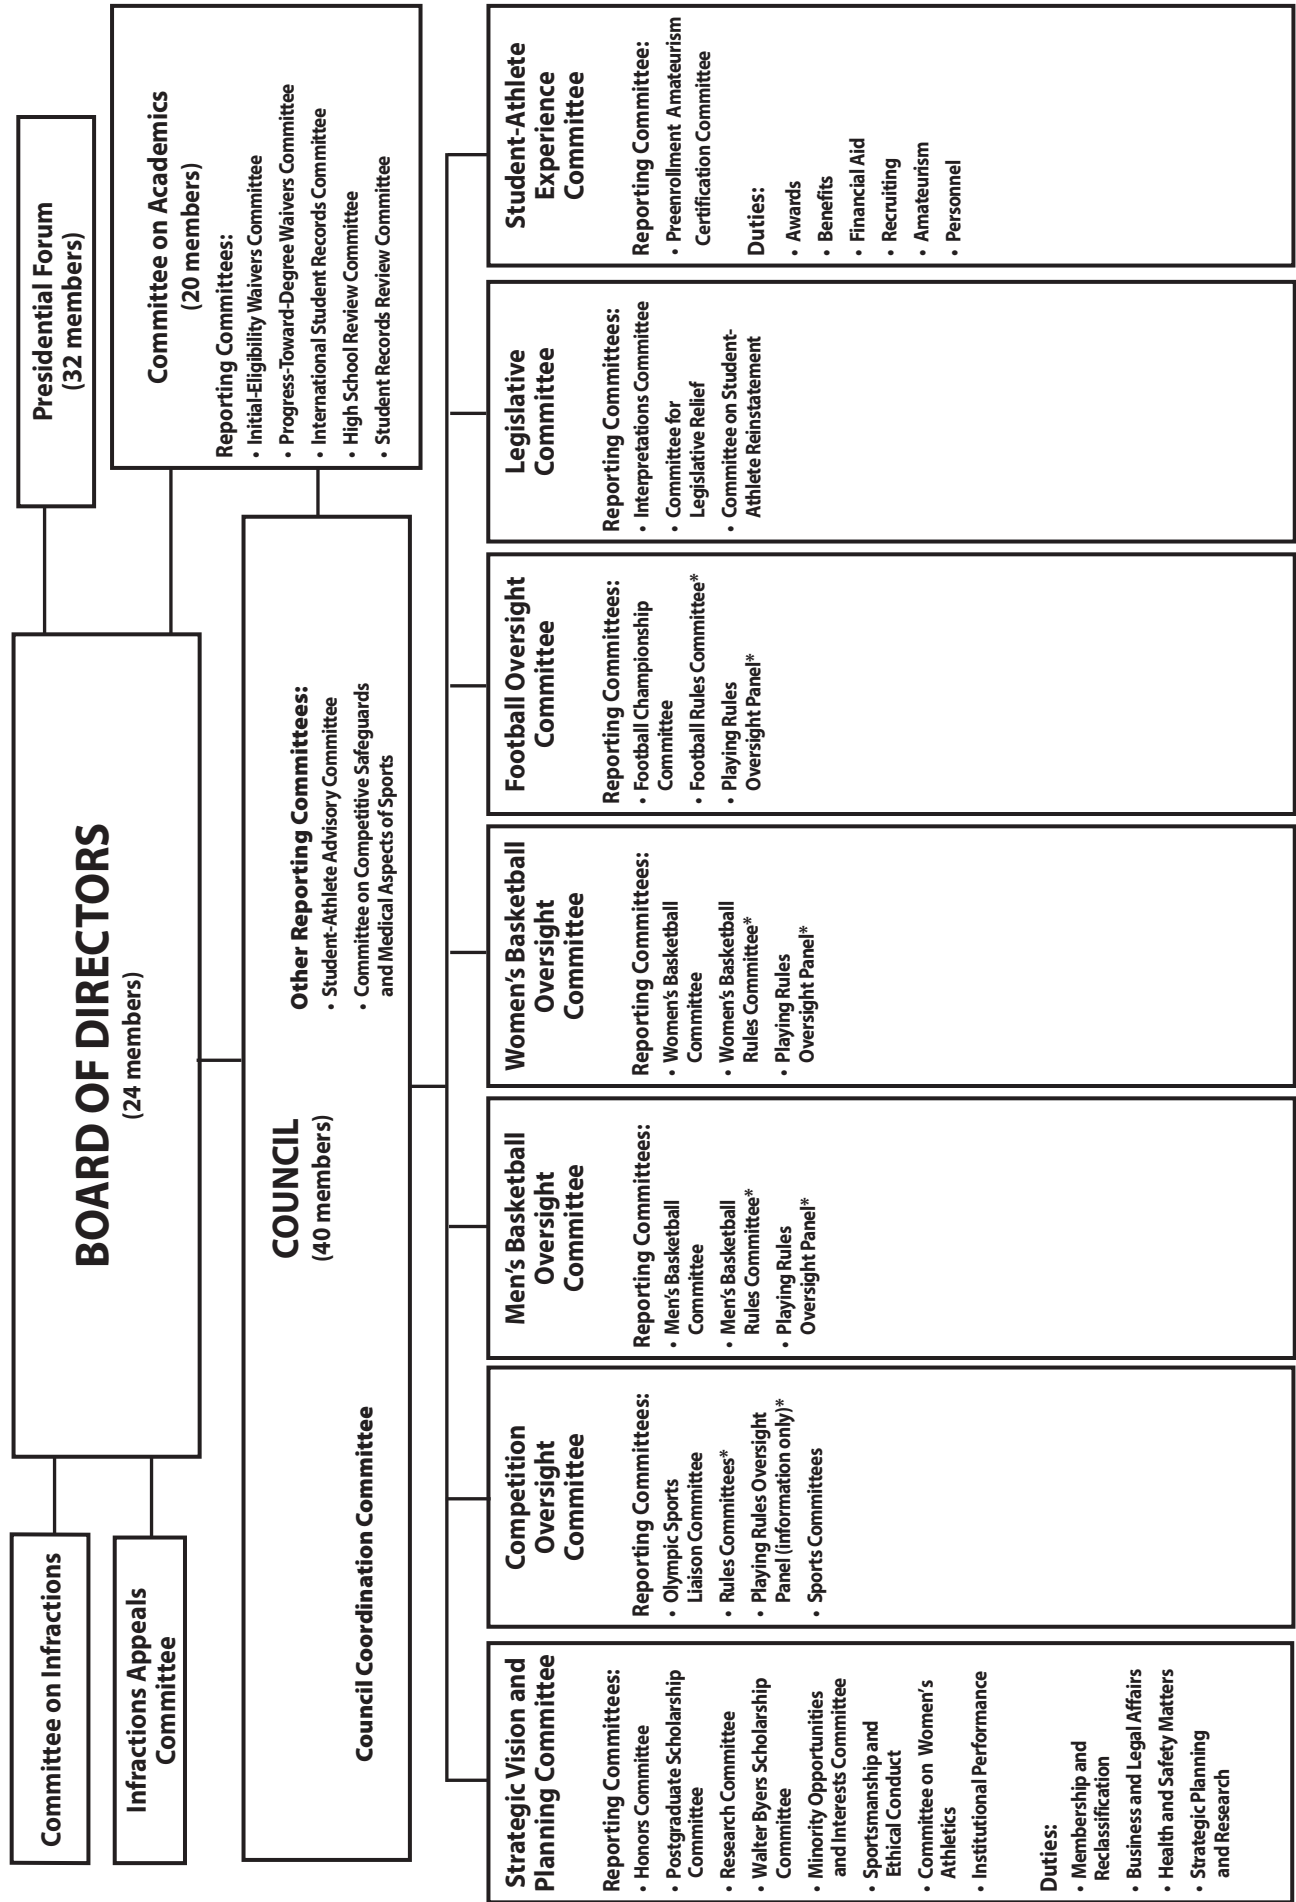 Committee on Infractions
Infractions Appeals
Committee
BOARD OF DIRECTORS
(24 members)
Presidential Forum
(32 members)
Committee on Academics
(20 members)
Reporting Committees:
• Initial-Eligibility Waivers Committee
• Progress-Toward-Degree Waivers Committee
• International Student Records Committee
• High School Review Committee
• Student Records Review Committee
COUNCIL
(40 members)
Council Coordination Committee
Other Reporting Committees:
• Student-Athlete Advisory Committee
• Committee on Competitive Safeguards
and Medical Aspects of Sports
Strategic Vision and
Planning Committee
Reporting Committees:
• Honors Committee
• Postgraduate Scholarship
Committee
• Research Committee
• Walter Byers Scholarship
Committee
• Minority Opportunities
and Interests Committee
• Sportsmanship and
Ethical Conduct
• Committee on Women's
Athletics
• Institutional Performance
Duties:
• Membership and
Reclassification
• Business and Legal Affairs
• Health and Safety Matters
• Strategic Planning
and Research
Competition
Oversight
Committee
Reporting Committees:
• Olympic Sports
Liaison Committee
• Rules Committees*
• Playing Rules Oversight
Panel (information only)*
• Sports Committees
Men's Basketball
Oversight
Committee
Reporting Committees:
• Men's Basketball
Committee
• Men's Basketball
Rules Committee*
• Playing Rules
Oversight Panel*
Women's Basketball
Oversight
Committee
Reporting Committees:
• Women's Basketball
Committee
• Women's Basketball
Rules Committee*
• Playing Rules
Oversight Panel*
Football Oversight
Committee
Reporting Committees:
• Football Championship
Committee
• Football Rules Committee*
• Playing Rules
Oversight Panel*
Legislative
Committee
Reporting Committees:
• Interpretations Committee
• Committee for
Legislative Relief
• Committee on Student-
Athlete Reinstatement
Student-Athlete
Experience
Committee
Reporting Committee:
• Preenrollment Amateurism
Certification Committee
Duties:
• Awards
• Benefits
• Financial Aid
• Recruiting
• Amateurism
• Personnel